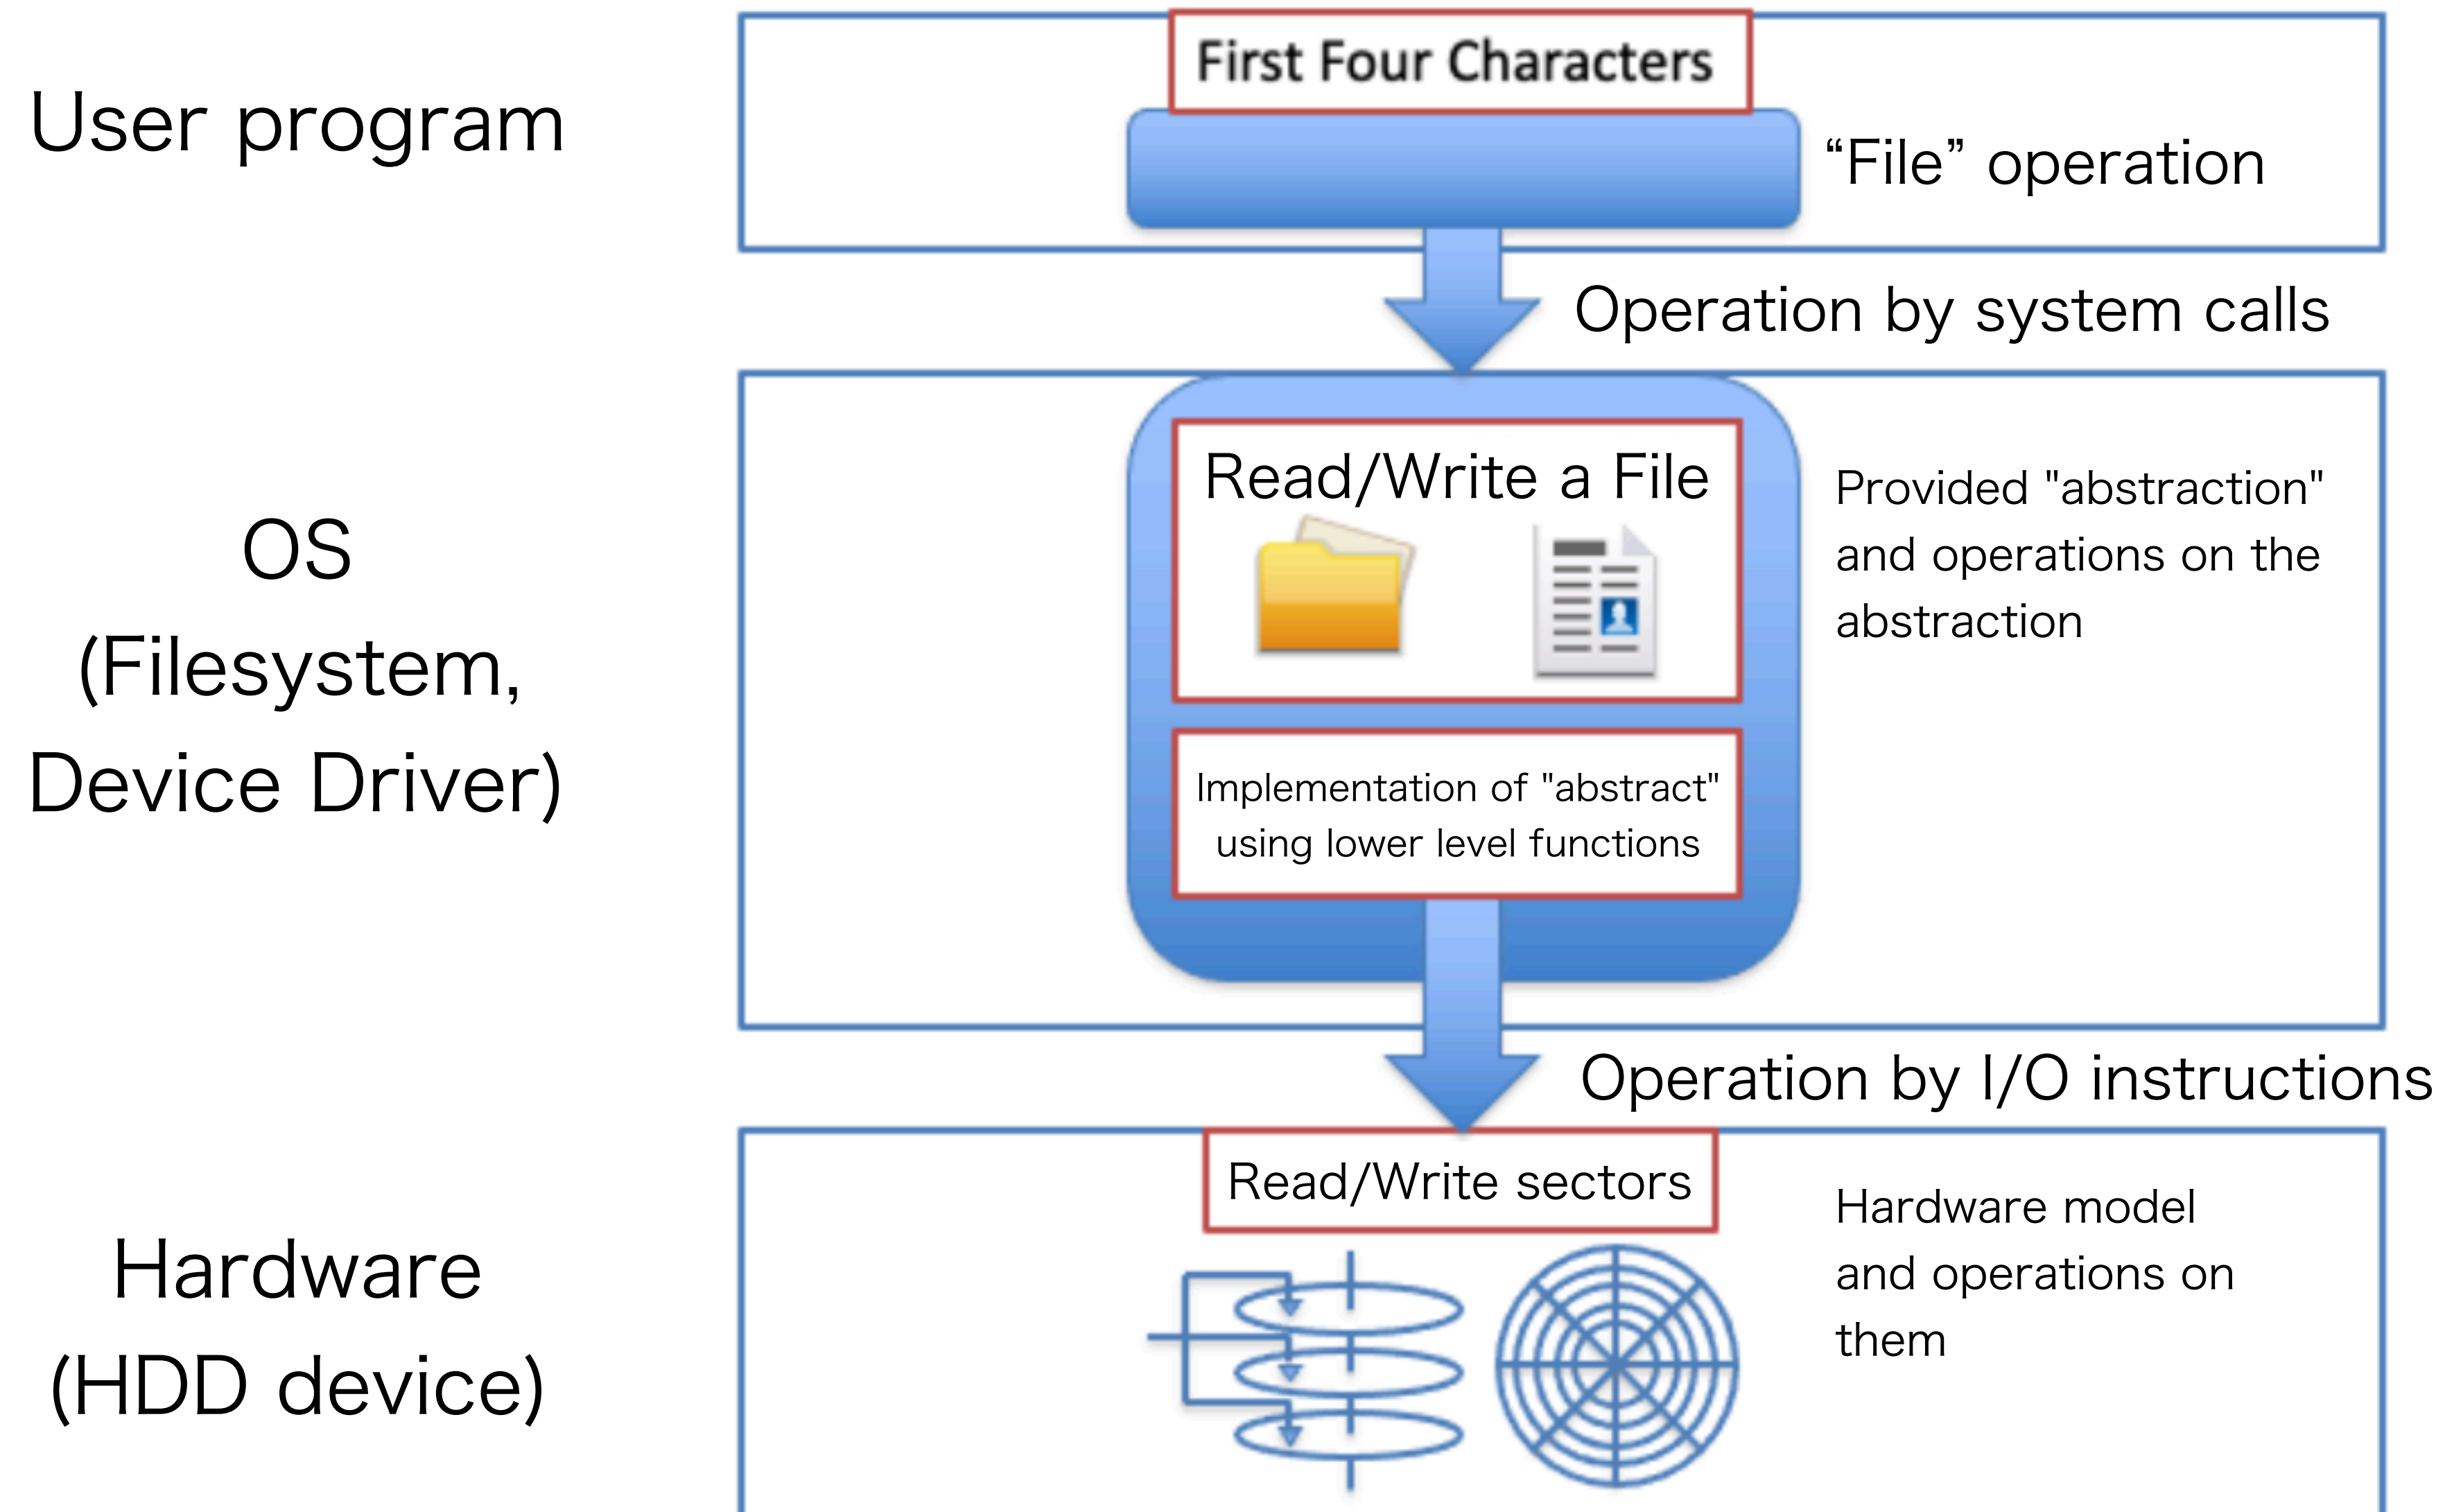 First Four Characters
User program
“File” operation
Operation by system calls
Read/Write a File
Provided "abstraction"
and operations on the
abstraction
OS
(Filesystem,
Device Driver)
Implementation of "abstract"
using lower level functions
Operation by I/O instructions
Read/Write sectors
Hardware model
and operations on
them
Hardware
(HDD device)